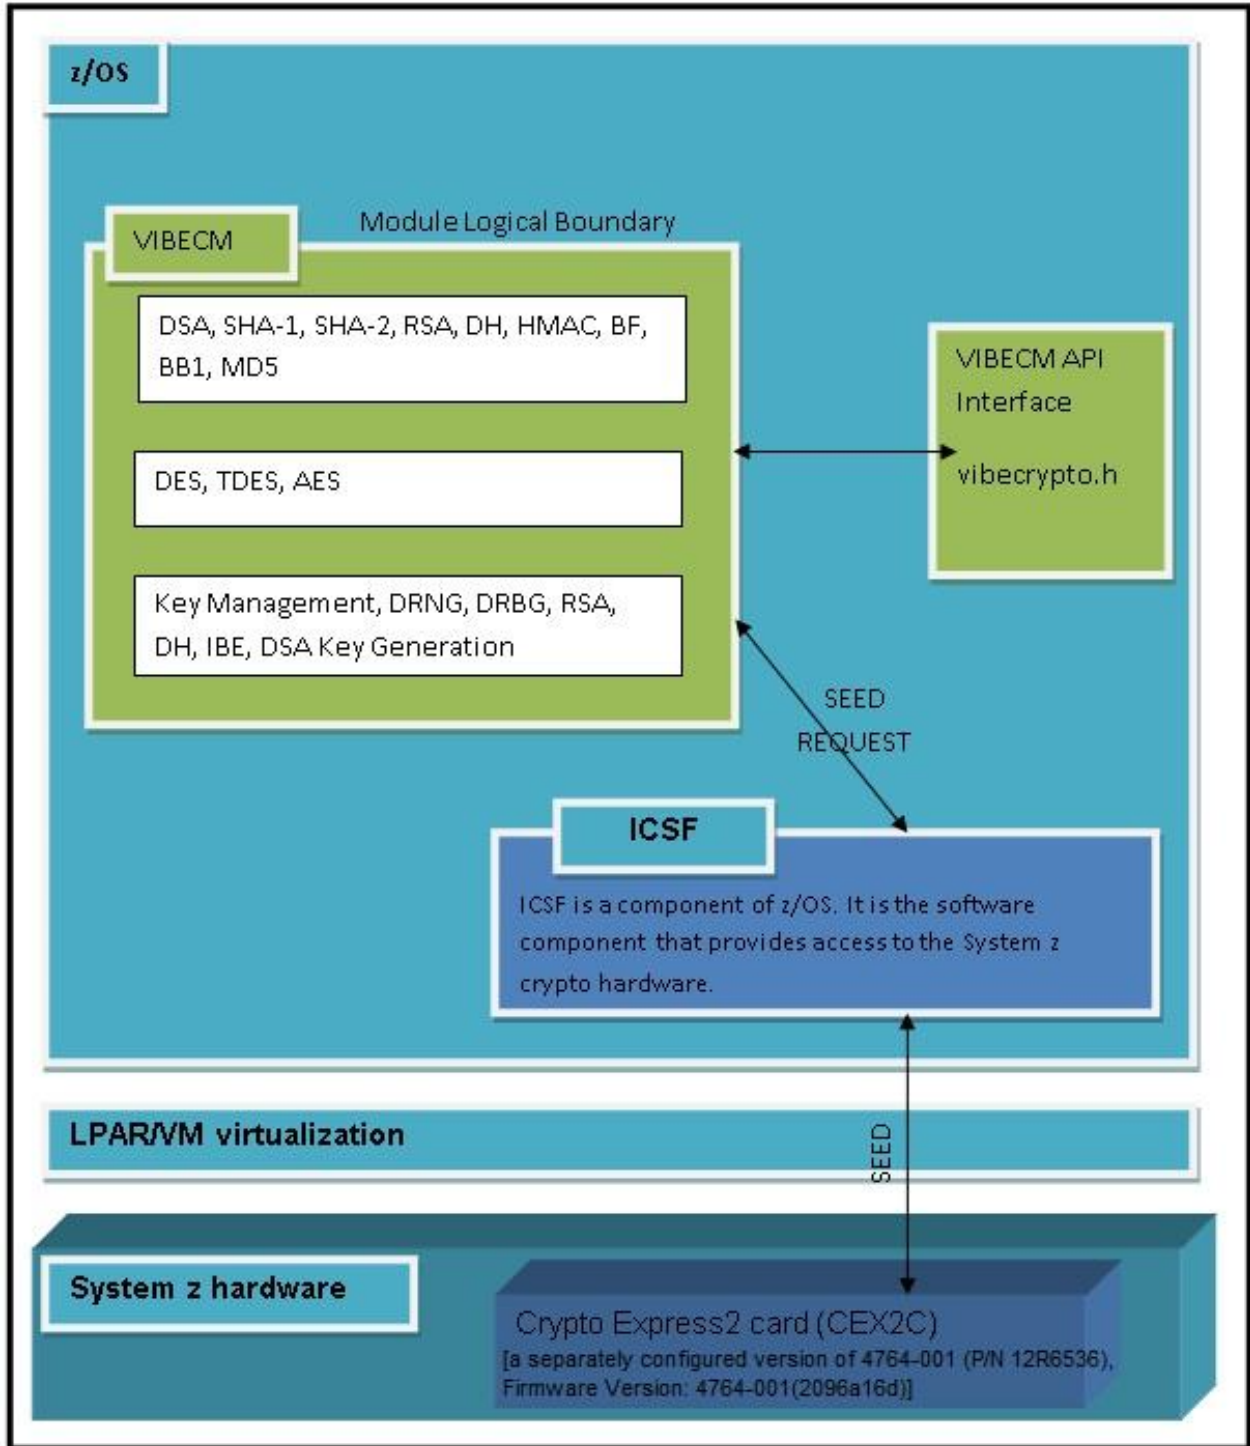 z/OS
Module Logical Boundary
VIBECM
DSA, SHA-1, SHA-2, RSA, DH, HMAC, BF,
BB1, MD5
DES, TDES, AES
Key Management, DRNG, DRBG, RSA,
DH, IBE, DSA Key Generation
VIBECM API
Interface
vibecrypto.h
SEED
REQUEST
ICSF
ICSF is a component of z/OS. It is the software
component that provides access to the System z
crypto hardware.
LPAR/VM virtualization
SEED
System z hardware
Crypto Express2 card (CEX2C)
[a separately configured version of 4764-001 (P/N 12R6536),
Firmware Version: 4764-001(2096a16d)]